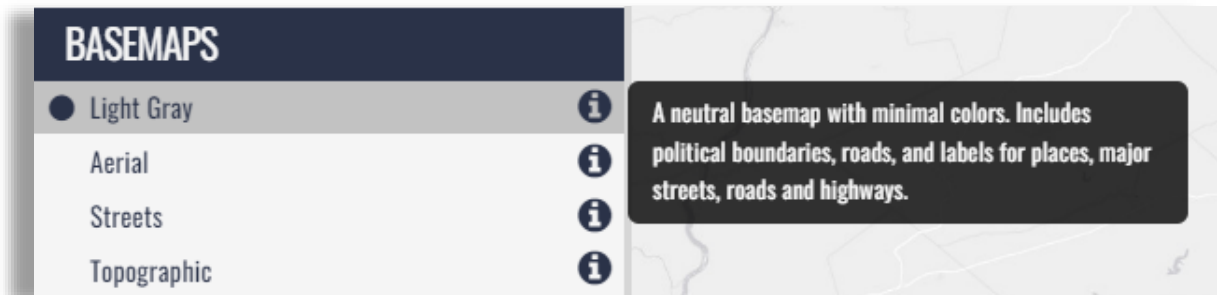 BASEMAPS
Light Gray
Aerial
Streets
Topographic
A neutral basemap with minimal colors. Includes
political boundaries, roads, and labels for places, major
streets, roads and highways.